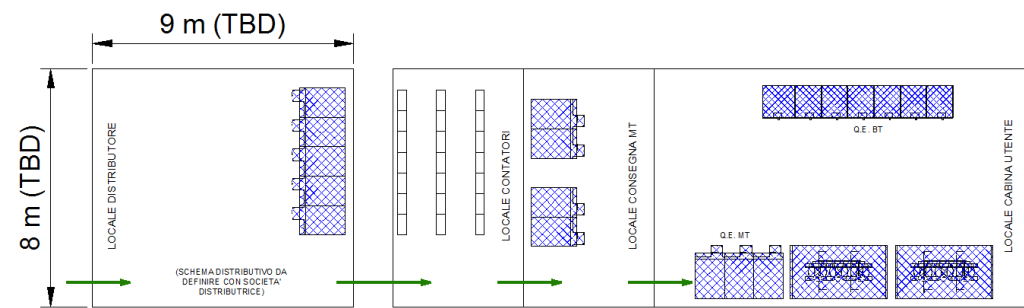 9 m (TBD)
8 m (TBD)
LOCALE DISTRIBUTORE
(SCHEMA DISTRIBUTIVO DA
DEFINIRE CON SOCIETA'
DISTRIBUTRICE)
LOCALE CONTATORI
LOCALE CONSEGNA MT
Q.E. BT
Q.E. MT
LOCALE CABINA UTENTE